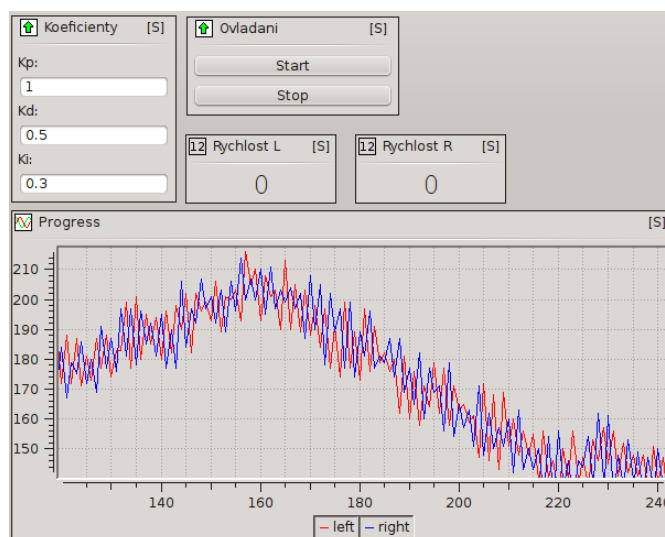 Koeficienty [S]
Kp:
1
Kd:
0.5
Ki:
0.3
Ovladani [S]
Start
Stop
12 Rychlost L [S]
0
12 Rychlost R [S]
0
Progress [S]
210
200
190
180
170
160
150
140 160 180 200 220 240
left right